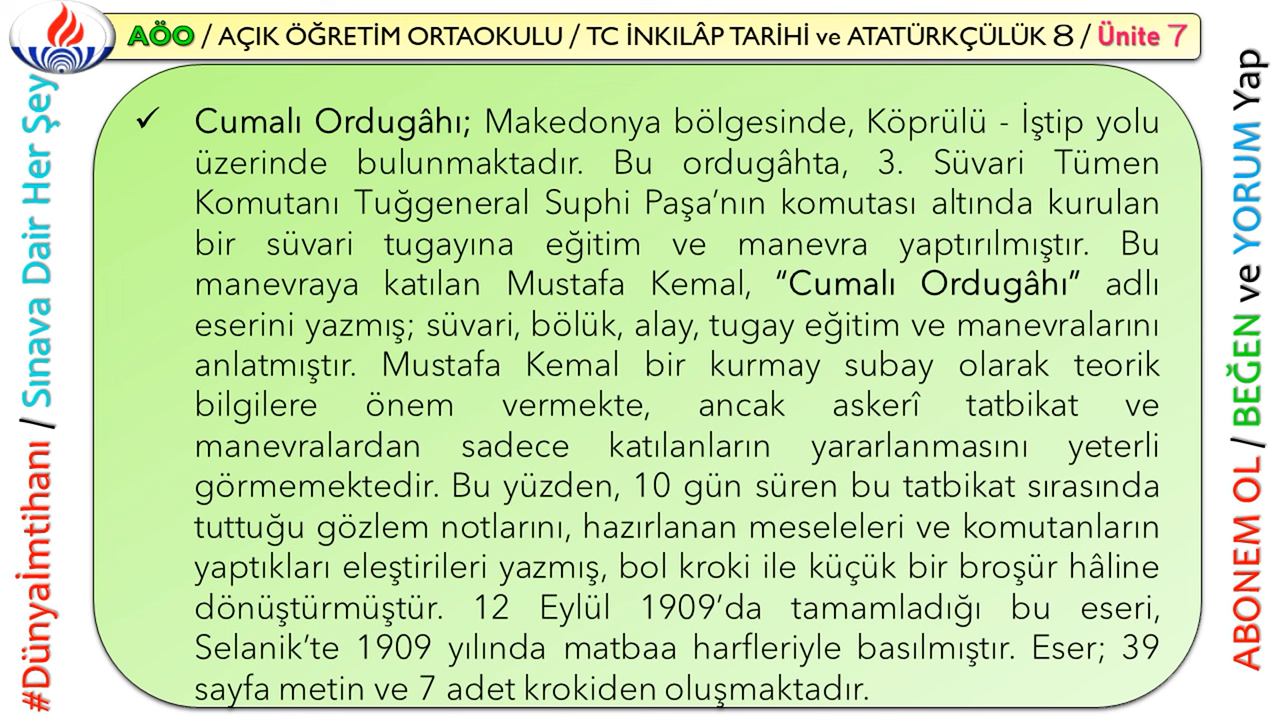 AÖO / AÇIK ÖĞRETİM ORTAOKULU / TC İNKILÂP TARİHİ ve ATATÜRKÇÜLÜK 8 / Ünite 7
#DünyaİmtihanI / Sınava Dair Her Şey
✓ Cumalı Ordugâhı; Makedonya bölgesinde, Köprülü - İştip yolu
üzerinde bulunmaktadır. Bu ordugâhta, 3. Süvari Tümen
Komutanı Tuğgeneral Suphi Paşa’nın komutası altında kurulan
bir süvari tugayına eğitim ve manevra yaptırılmıştır. Bu
manevraya katılan Mustafa Kemal, “Cumalı Ordugâhı” adlı
eserini yazmış; süvari, bölük, alay, tugay eğitim ve manevralarını
anlatmıştır. Mustafa Kemal bir kurmay subay olarak teorik
bilgilere önem vermekte, ancak askerî tatbikat ve
manevralardan sadece katılanların yararlanmasını yeterli
görmemektedir. Bu yüzden, 10 gün süren bu tatbikat sırasında
tuttuğu gözlem notlarını, hazırlanan meseleleri ve komutanların
yaptıkları eleştirileri yazmış, bol kroki ile küçük bir broşür hâline
dönüştürmüştür. 12 Eylül 1909’da tamamladığı bu eseri,
Selanik’te 1909 yılında matbaa harfleriyle basılmıştır. Eser; 39
sayfa metin ve 7 adet krokiden oluşmaktadır.
ABONEM OL / BEĞEN ve YORUM Yap